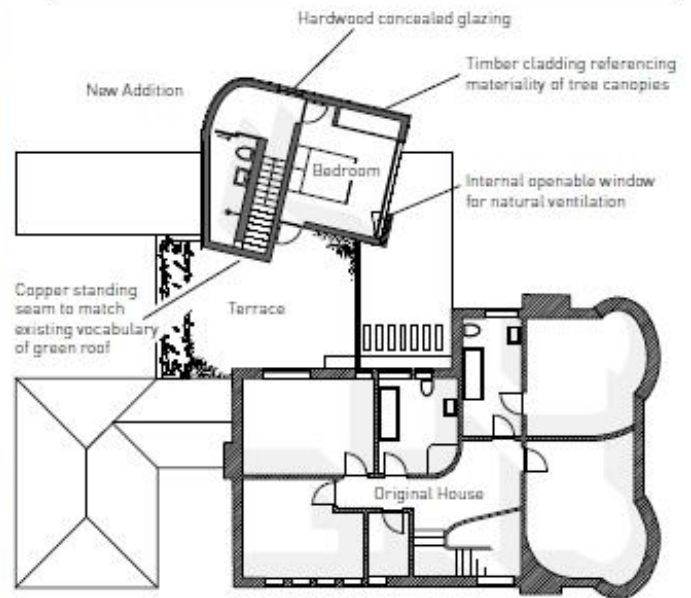 Hardwood concealed glazing
Timber cladding referencing
materiality of tree canopies
New Addition
Bedroom
Internal openable window
for natural ventilation
Copper standing
seam to match
existing vocabulary
of green roof
Terrace
Original House